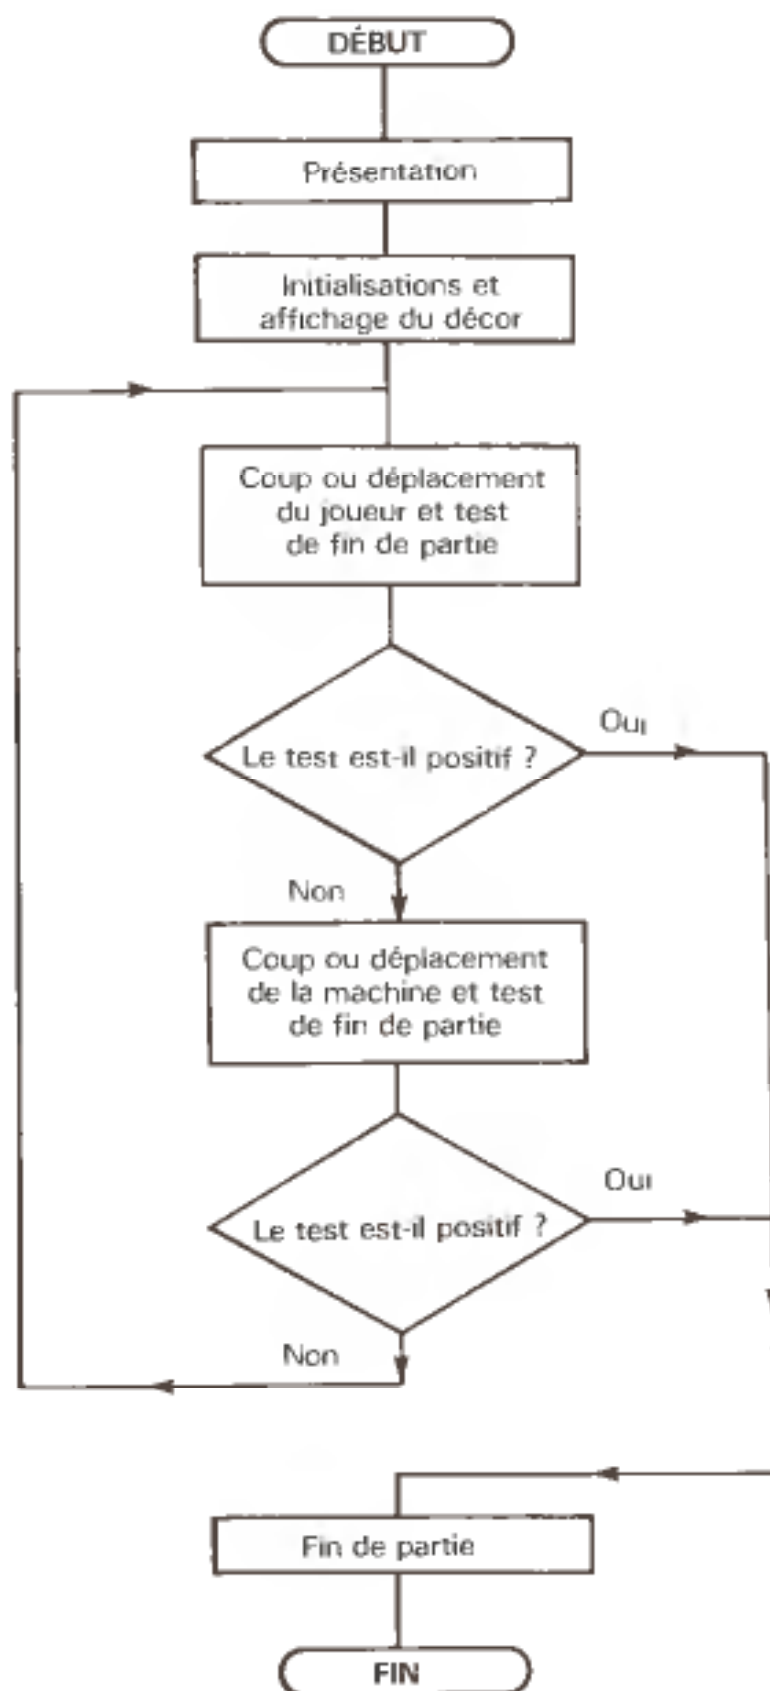 DÉBUT
Présentation
Initialisations et
affichage du décor
Coup ou déplacement
du joueur et test
de fin de partie
Oui
Le test est-il positif ?
Non
Coup ou déplacement
de la machine et test
de fin de partie
Oui
Le test est-il positif ?
Non
Fin de partie
FIN